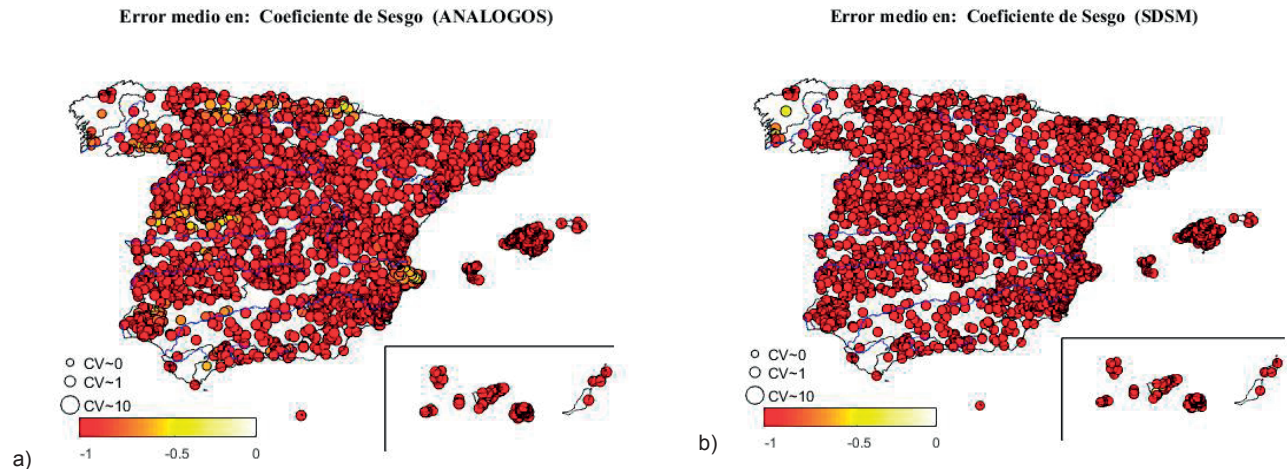 Error medio en: Coeficiente de Sesgo (ANALOGOS)
CV~0
CV~1
CV~10
-1 -0.5 0
a)
Error medio en: Coeficiente de Sesgo (SDSM)
CV~0
CV~1
CV~10
-1 -0.5 0
b)